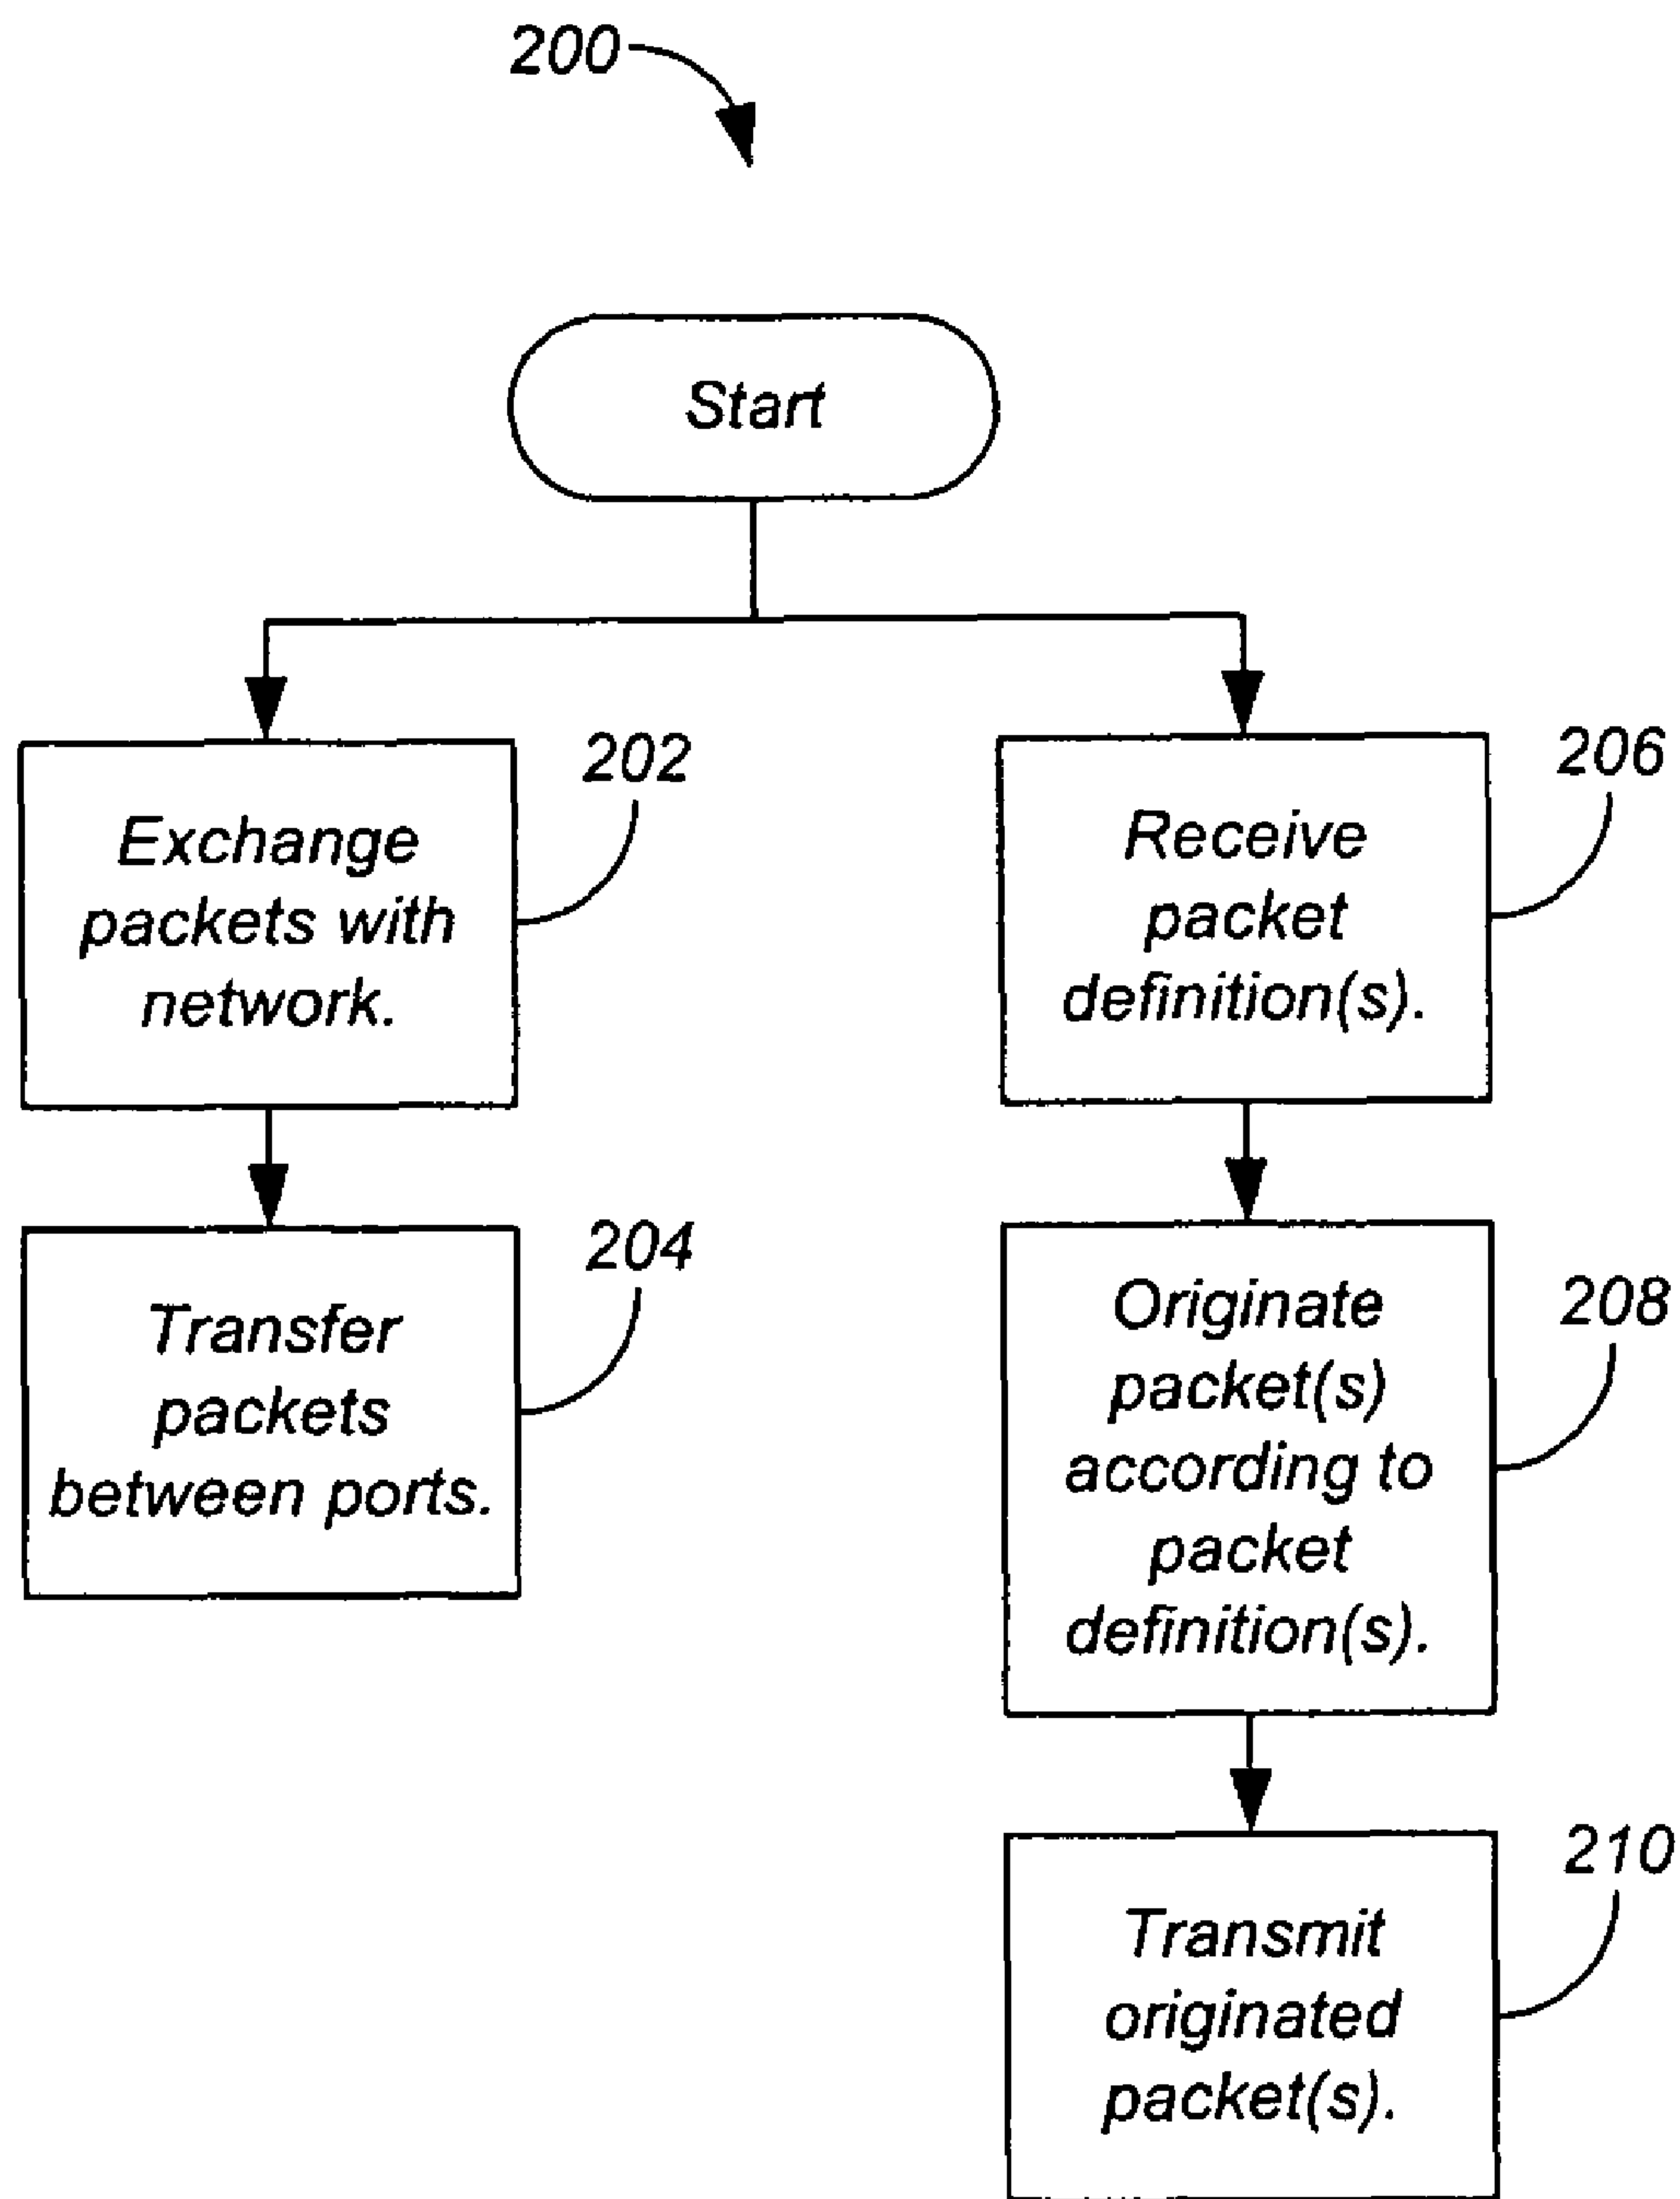 200
Start
202
Exchange
packets with
network.
204
Transfer
packets
between ports.
206
Receive
packet
definition(s).
208
Originate
packet(s)
according to
packet
definition(s).
210
Transmit
originated
packet(s).